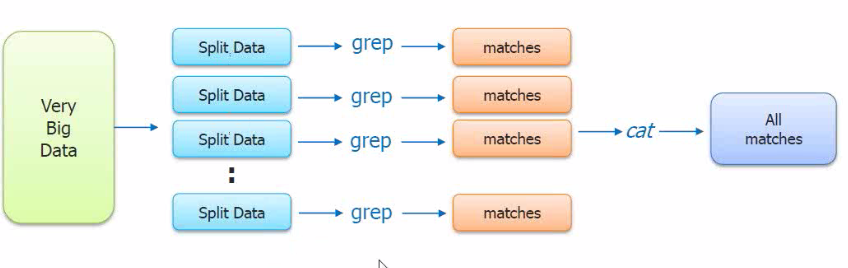 Very
Big
Data
Split Data
grep
matches
Split Data
grep
matches
Split Data
grep
matches
cat
All
matches
:
Split Data
grep
matches